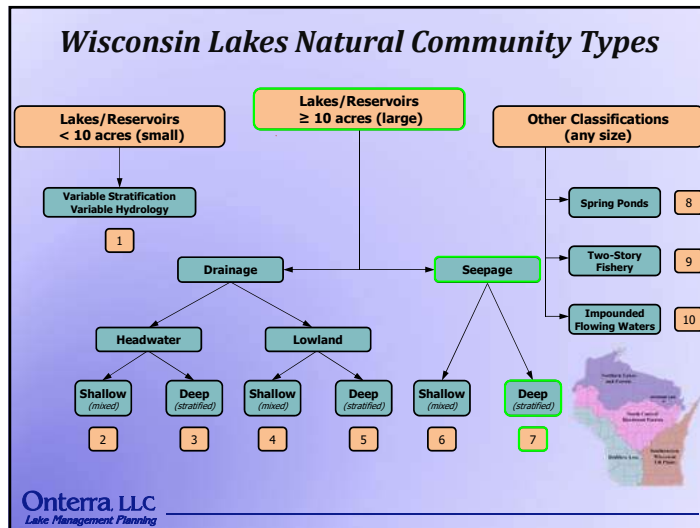 Wisconsin Lakes Natural Community Types
Lakes/Reservoirs
< 10 acres (small)
Lakes/Reservoirs
≥ 10 acres (large)
Other Classifications
(any size)
Variable Stratification
Variable Hydrology
1
Spring Ponds
8
Two-Story
Fishery
9
Impounded
Flowing Waters
10
Drainage
Seepage
Headwater
Lowland
Shallow
(mixed)
Deep
(stratified)
Shallow
(mixed)
Deep
(stratified)
Shallow
(mixed)
Deep
(stratified)
2
3
4
5
6
7
Onterra, LLC
Lake Management Planning